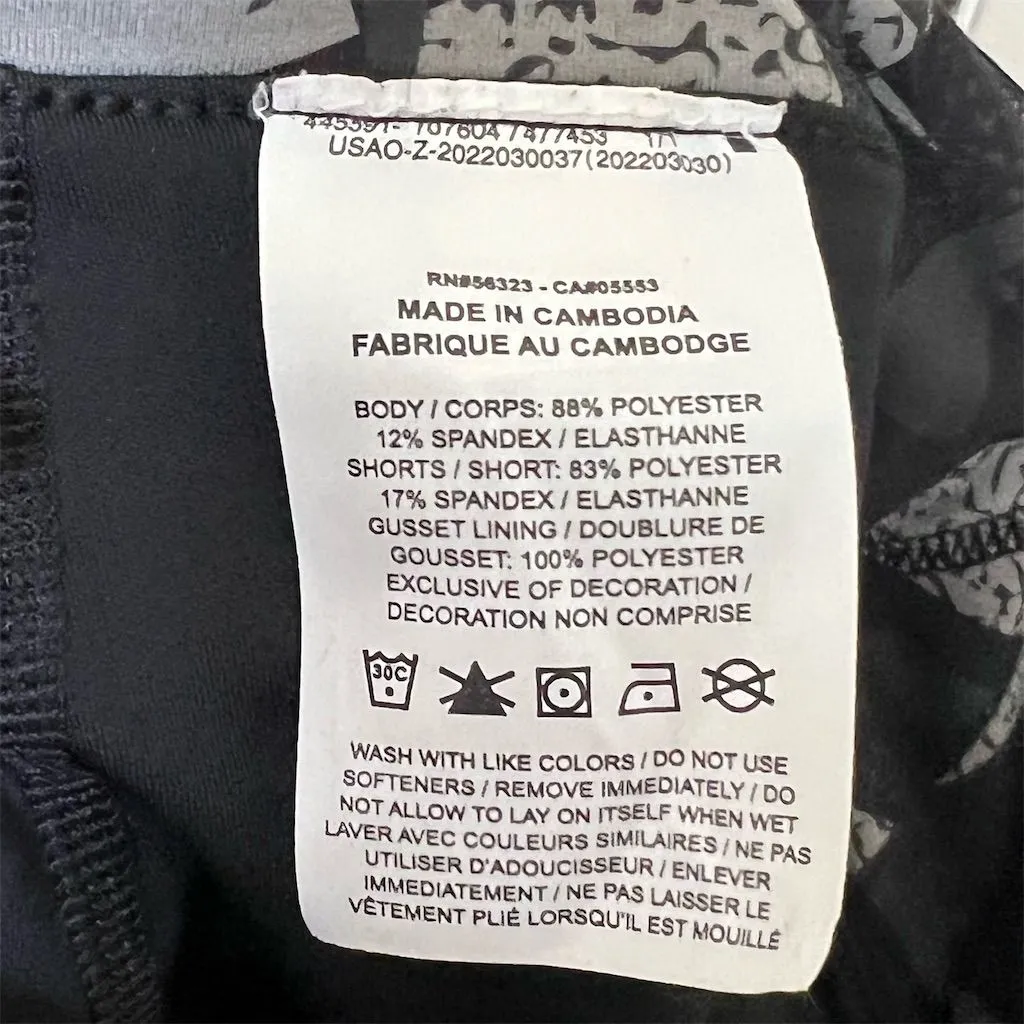 USAO-Z-2022030037(202203030)
RN#56323 - CA#05553
MADE IN CAMBODIA
FABRIQUE AU CAMBODGE
BODY / CORPS: 88% POLYESTER
12% SPANDEX / ELASTHANNE
SHORTS / SHORT: 83% POLYESTER
17% SPANDEX / ELASTHANNE
GUSSET LINING / DOUBLURE DE
GOUSSET: 100% POLYESTER
EXCLUSIVE OF DECORATION /
DECORATION NON COMPRISE
30C
WASH WITH LIKE COLORS / DO NOT USE
SOFTENERS / REMOVE IMMEDIATELY / DO
NOT ALLOW TO LAY ON ITSELF WHEN WET
LAVER AVEC COULEURS SIMILAIRES / NE PAS
UTILISER D'ADOUCISSEUR / ENLEVER
IMMEDIATEMENT / NE PAS LAISSER LE
VÊTEMENT PLIÉ LORSQU'IL EST MOUILLÉ